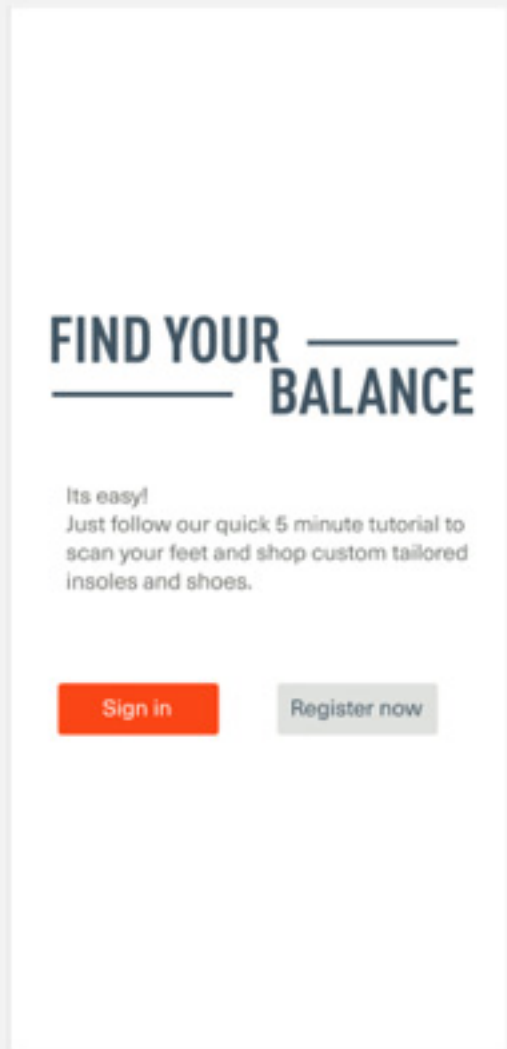 FIND YOUR
BALANCE
Its easy!
Just follow our quick 5 minute tutorial to
scan your feet and shop custom tailored
insoles and shoes.
Sign in
Register now